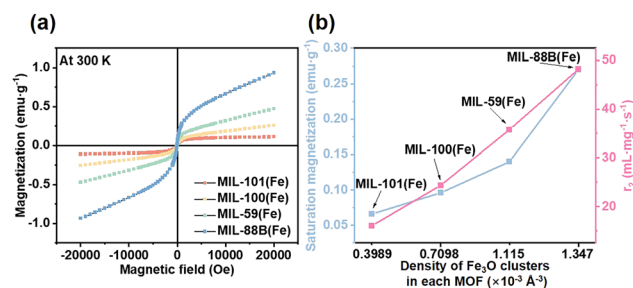 (a)
At 300 K
Magnetization (emu·g⁻¹)
1.0
0.5
0.0
-0.5
-1.0
MIL-101(Fe)
MIL-100(Fe)
MIL-59(Fe)
MIL-88B(Fe)
-20000 -10000 0 10000 20000
Magnetic field (Oe)
(b)
Saturation magnetization (emu·g⁻¹)
0.30
0.25
0.20
0.15
0.10
0.05
MIL-88B(Fe)
MIL-59(Fe)
MIL-100(Fe)
MIL-101(Fe)
50
40
30
20
r₂ (mL·mg⁻¹·s⁻¹)
0.3989 0.7098 1.115 1.347
Density of Fe₃O clusters
in each MOF (×10⁻³ Å⁻³)